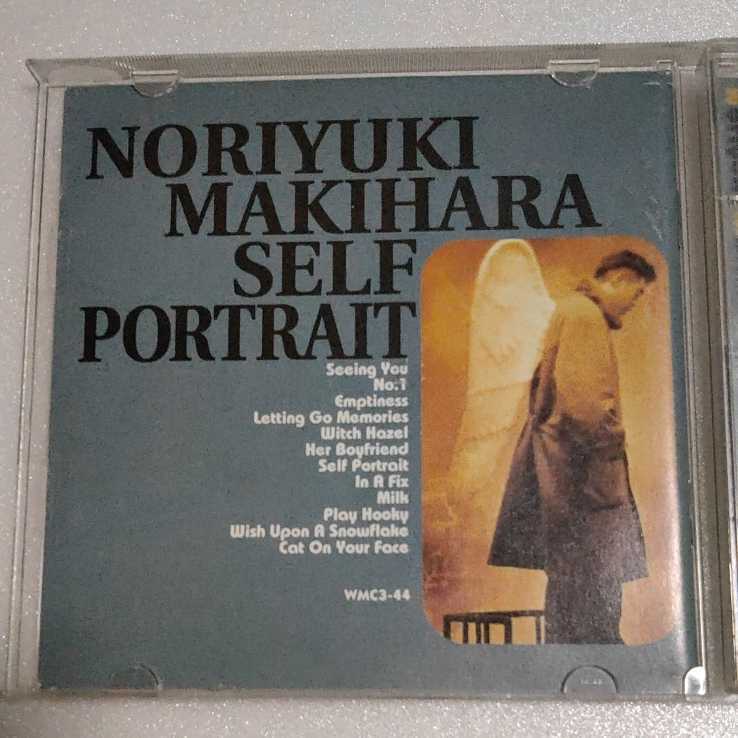 NORIYUKI
MAKIHARA
SELF
PORTRAIT
Seeing You
No.1
Emptiness
Letting Go Memories
Witch Hazel
Her Boyfriend
Self Portrait
In A Fix
Milk
Play Hooky
Wish Upon A Snowflake
Cat On Your Face
WMC3-44